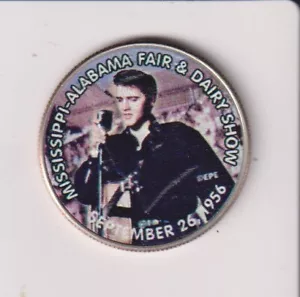 MISSISSIPPI-ALABAMA FAIR & DAIRY SHOW
©EPE
SEPTEMBER 26, 1956